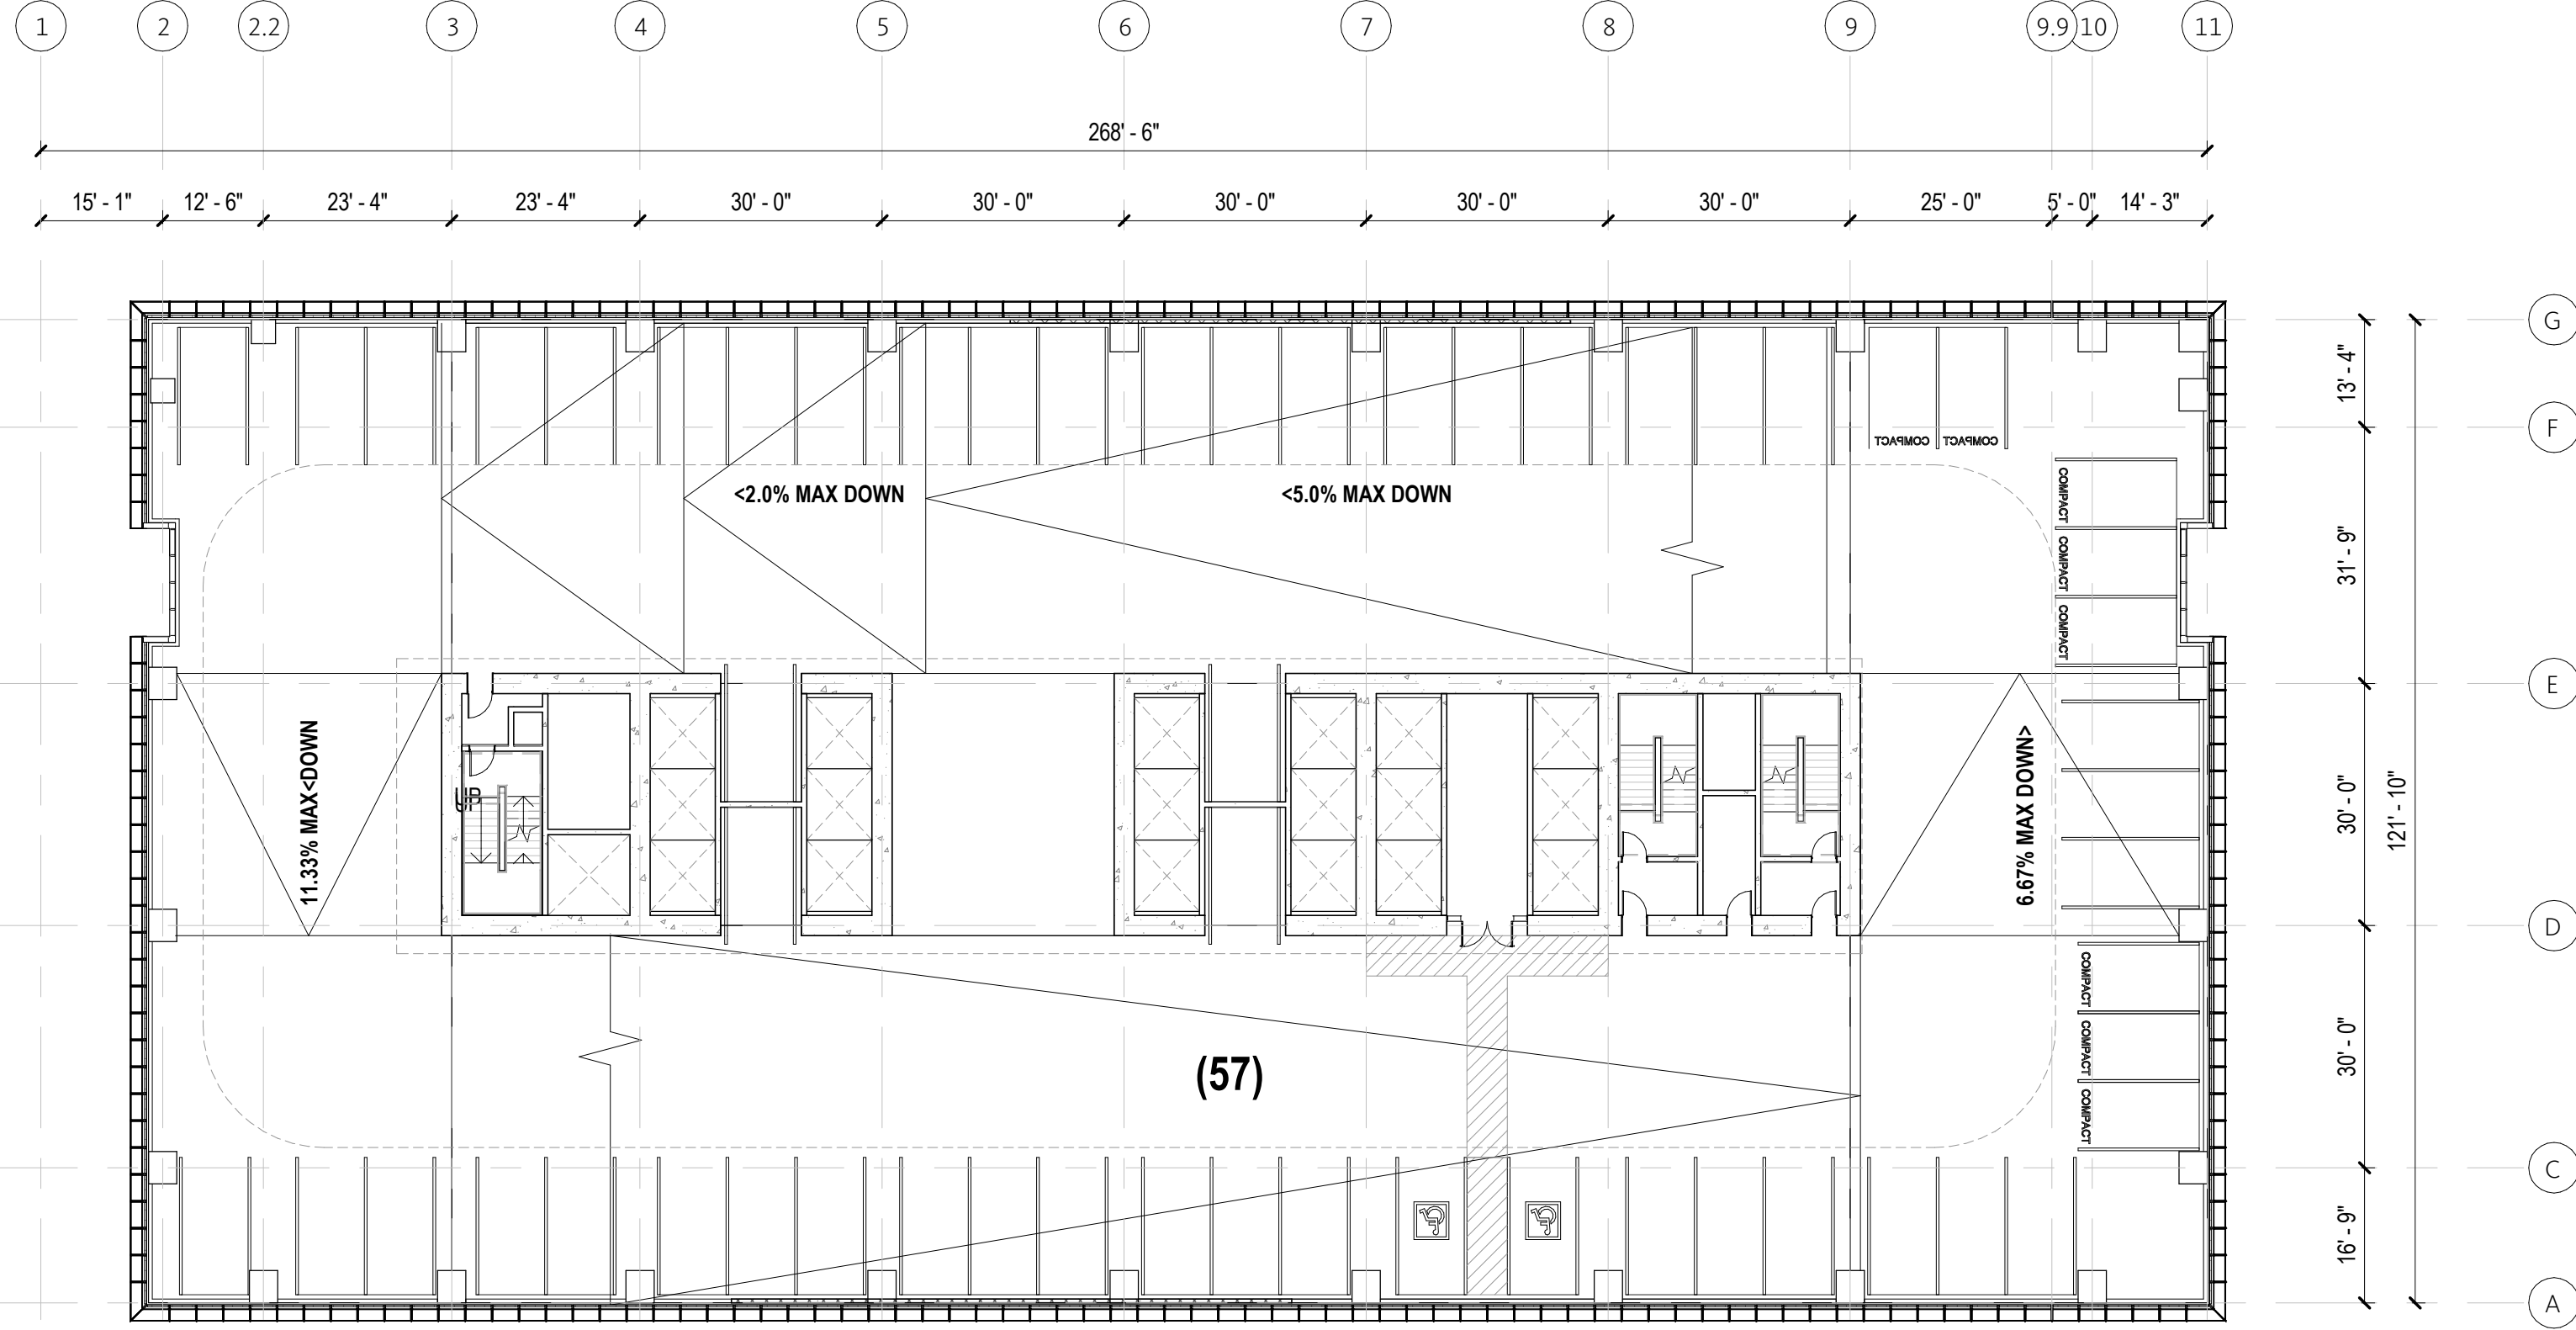 1 2 2.2 3 4 5 6 7 8 9 9.9 10 11
268' - 6"
15' - 1" 12' - 6" 23' - 4" 23' - 4" 30' - 0" 30' - 0" 30' - 0" 30' - 0" 30' - 0" 25' - 0" 5' - 0" 14' - 3"
G
13' - 4"
F
COMPACT COMPACT
<2.0% MAX DOWN <5.0% MAX DOWN
COMPACT
COMPACT
COMPACT
31' - 9"
E
11.33% MAX<DOWN
UP
6.67% MAX DOWN>
30' - 0"
121' - 10"
D
COMPACT
COMPACT
COMPACT
(57)
30' - 0"
C
16' - 9"
A